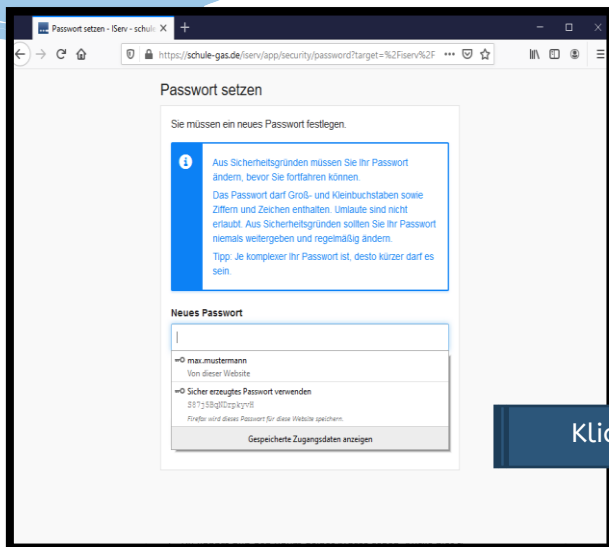 Passwort setzen - IServ - schule
https://schule-gas.de/iserv/app/security/password?target=%2Fiserv%2F
Passwort setzen
Sie müssen ein neues Passwort festlegen.
Aus Sicherheitsgründen müssen Sie Ihr Passwort
ändern, bevor Sie fortfahren können.
Das Passwort darf Groß- und Kleinbuchstaben sowie
Ziffern und Zeichen enthalten. Umlaute sind nicht
erlaubt. Aus Sicherheitsgründen sollten Sie Ihr Passwort
niemals weitergeben und regelmäßig ändern.
Tipp: Je komplexer Ihr Passwort ist, desto kürzer darf es
sein.
Neues Passwort
max.mustermann
Von dieser Website
Sicher erzeugtes Passwort verwenden
Firefox wird dieses Passwort für diese Website speichern.
Gespeicherte Zugangsdaten anzeigen
Klic